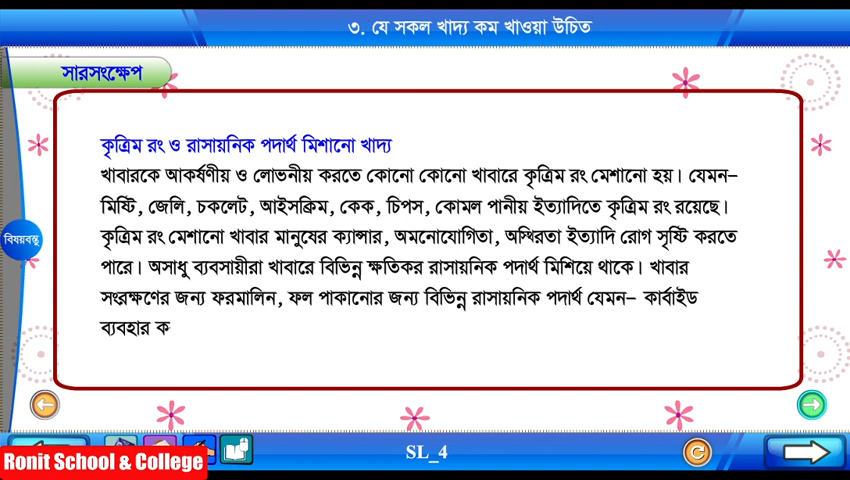 ৩. যে সকল খাদ্য কম খাওয়া উচিত
সারসংক্ষেপ
কৃত্রিম রং ও রাসায়নিক পদার্থ মিশানো খাদ্য
খাবারকে আকর্ষণীয় ও লোভনীয় করতে কোনো কোনো খাবারে কৃত্রিম রং মেশানো হয়। যেমন–
মিষ্টি, জেলি, চকলেট, আইসক্রিম, কেক, চিপস, কোমল পানীয় ইত্যাদিতে কৃত্রিম রং রয়েছে।
কৃত্রিম রং মেশানো খাবার মানুষের ক্যান্সার, অমনোযোগিতা, অস্থিরতা ইত্যাদি রোগ সৃষ্টি করতে
পারে। অসাধু ব্যবসায়ীরা খাবারে বিভিন্ন ক্ষতিকর রাসায়নিক পদার্থ মিশিয়ে থাকে। খাবার
সংরক্ষণের জন্য ফরমালিন, ফল পাকানোর জন্য বিভিন্ন রাসায়নিক পদার্থ যেমন– কার্বাইড
ব্যবহার ক
বিষয়বস্তু
SL_4
Ronit School & College